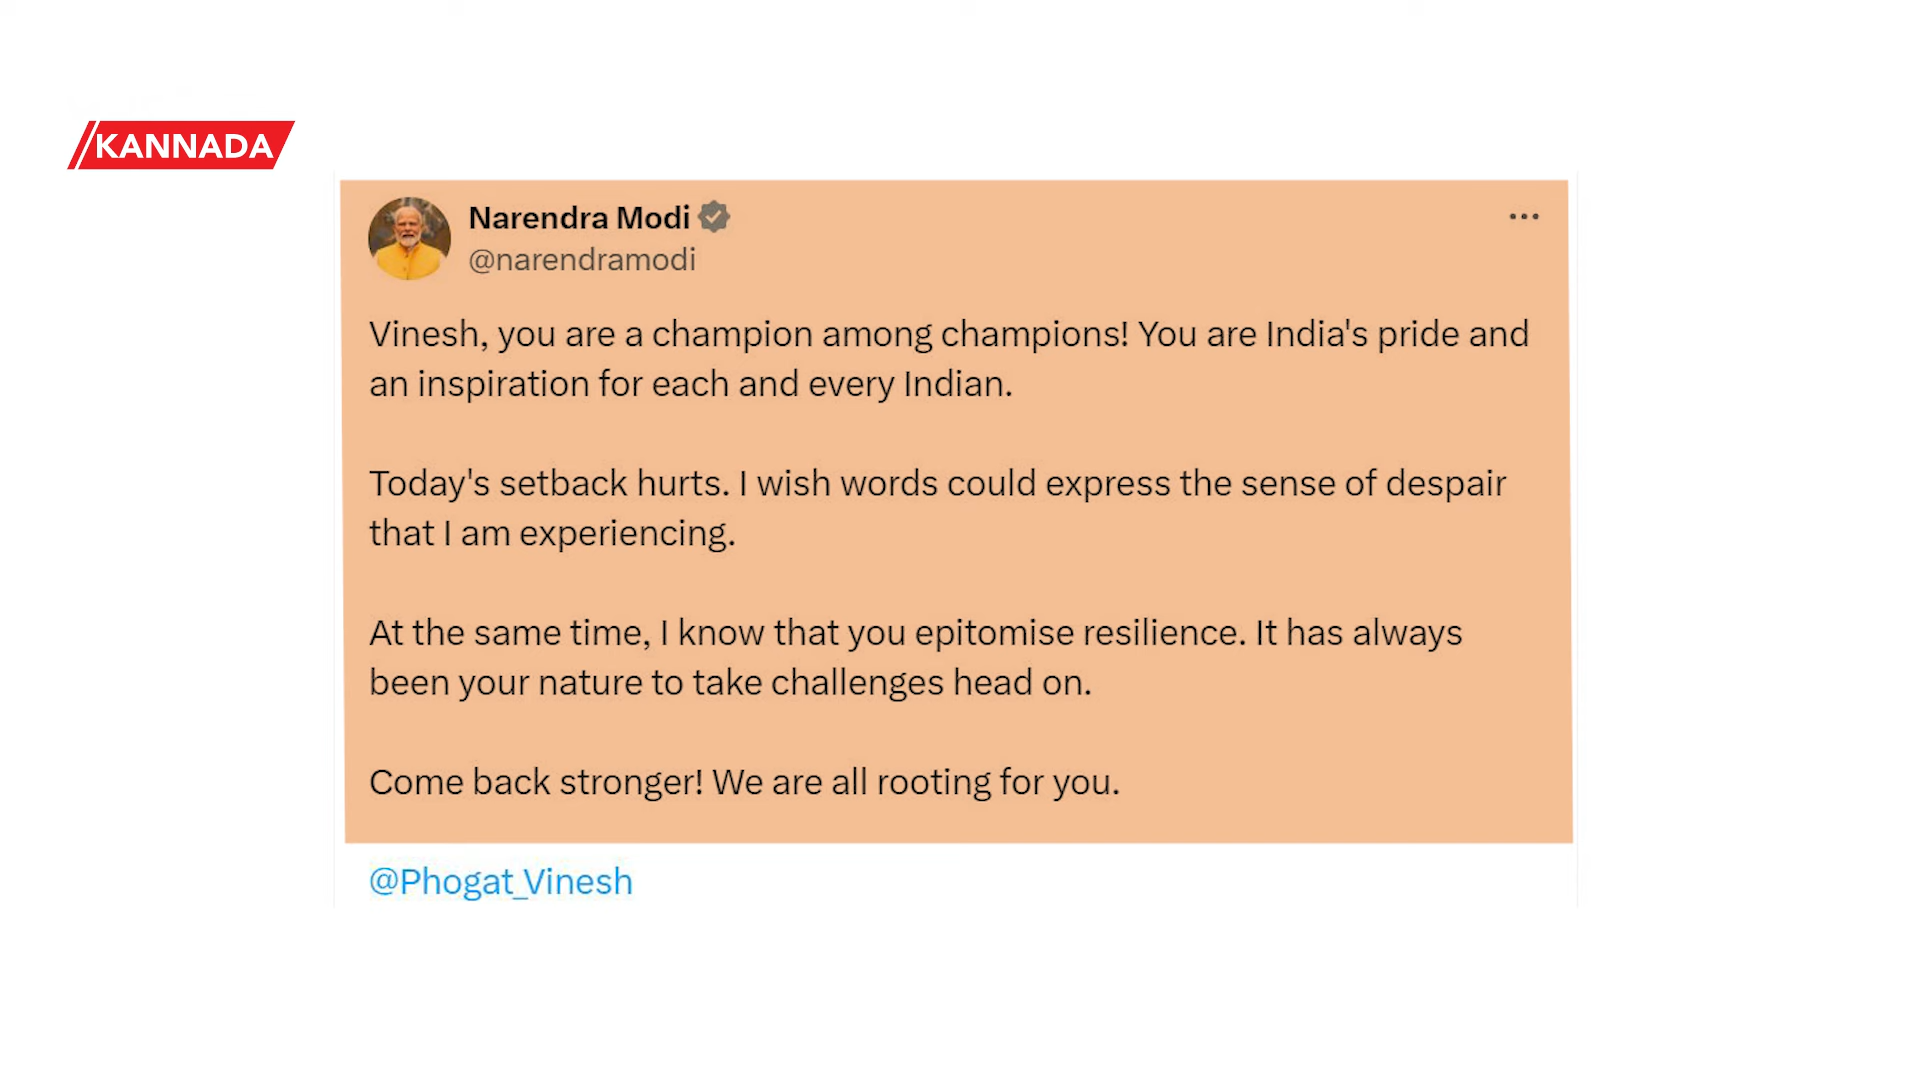 KANNADA
Narendra Modi
@narendramodi
Vinesh, you are a champion among champions! You are India's pride and
an inspiration for each and every Indian.
Today's setback hurts. I wish words could express the sense of despair
that I am experiencing.
At the same time, I know that you epitomise resilience. It has always
been your nature to take challenges head on.
Come back stronger! We are all rooting for you.
@Phogat_Vinesh